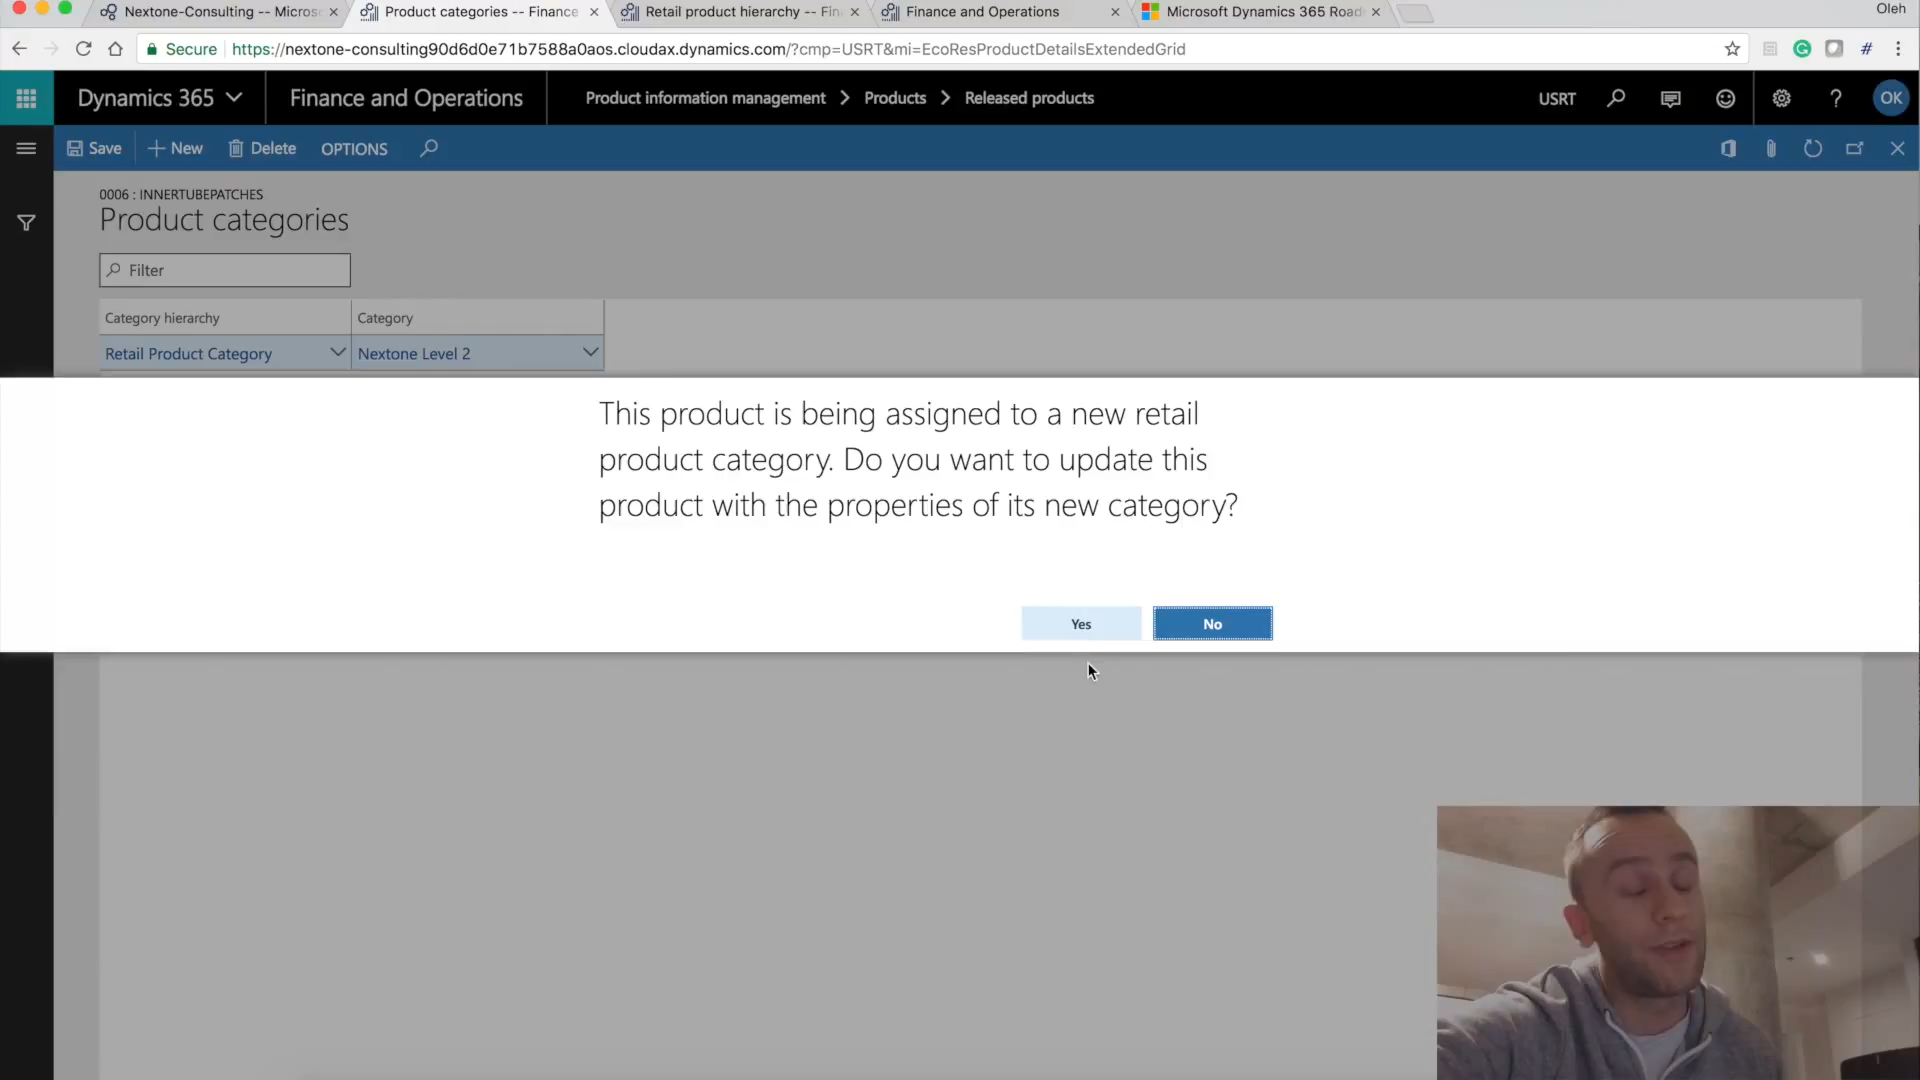 Nextone-Consulting -- Micros
Product categories -- Finance
Retail product hierarchy -- Fin
Finance and Operations
Microsoft Dynamics 365 Road
Oleh
Secure
https://nextone-consulting90d6d0e71b7588a0aos.cloudax.dynamics.com/?cmp=USRT&mi=EcoResProductDetailsExtendedGrid
Dynamics 365
Finance and Operations
Product information management > Products > Released products
USRT
OK
Save
New
Delete
OPTIONS
0006 : INNERTUBEPATCHES
Product categories
Filter
Category hierarchy
Category
Retail Product Category
Nextone Level 2
This product is being assigned to a new retail
product category. Do you want to update this
product with the properties of its new category?
Yes
No